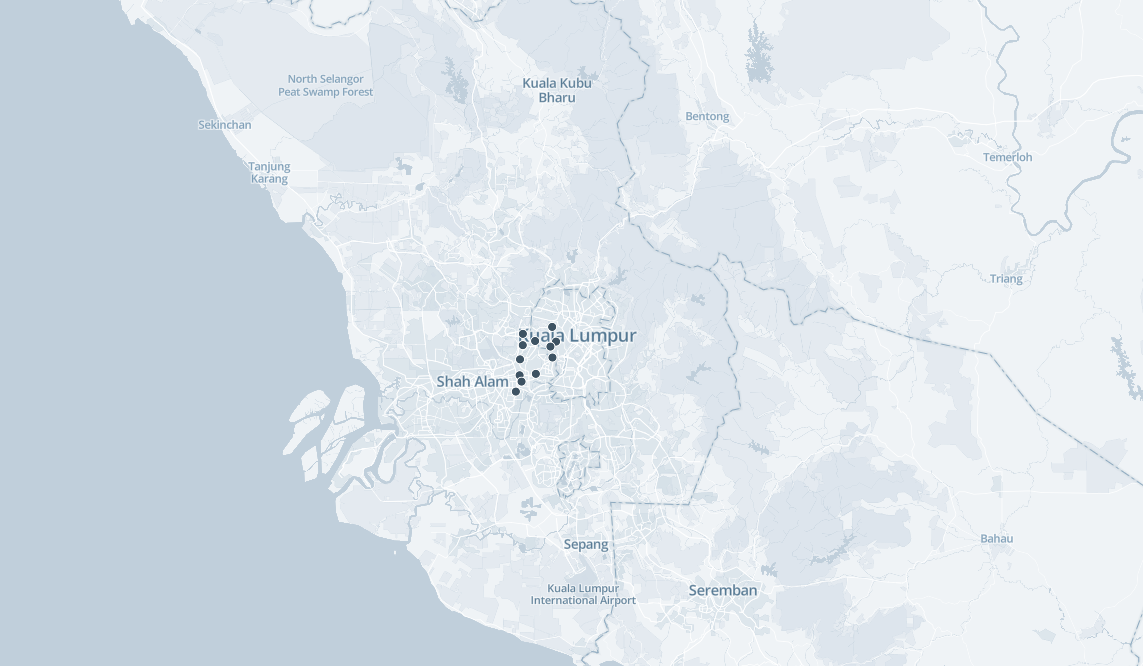 North Selangor
Peat Swamp Forest
Kuala Kubu
Bharu
Sekinchan
Bentong
Tanjung
Karang
Temerloh
Triang
Kuala Lumpur
Shah Alam
Sepang
Bahau
Kuala Lumpur
International Airport
Seremban